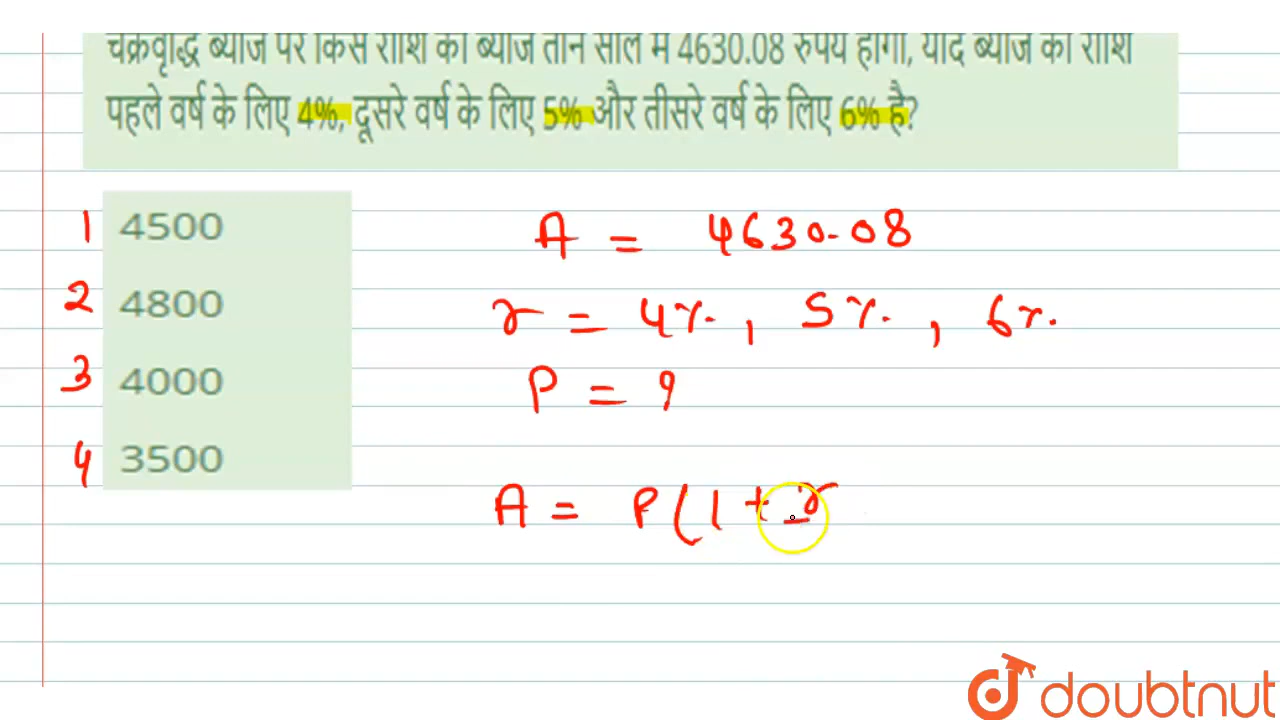 चक्रवृद्धि ब्याज पर किस राशि का ब्याज तीन साल में 4630.08 रुपये होगा, यदि ब्याज की राशि
पहले वर्ष के लिए 4%, दूसरे वर्ष के लिए 5% और तीसरे वर्ष के लिए 6% है?
1 4500
2 4800
3 4000
4 3500
A = 4630.08
r = 4%, 5%, 6%.
P = ?
A = P(1 + r
doubtnut